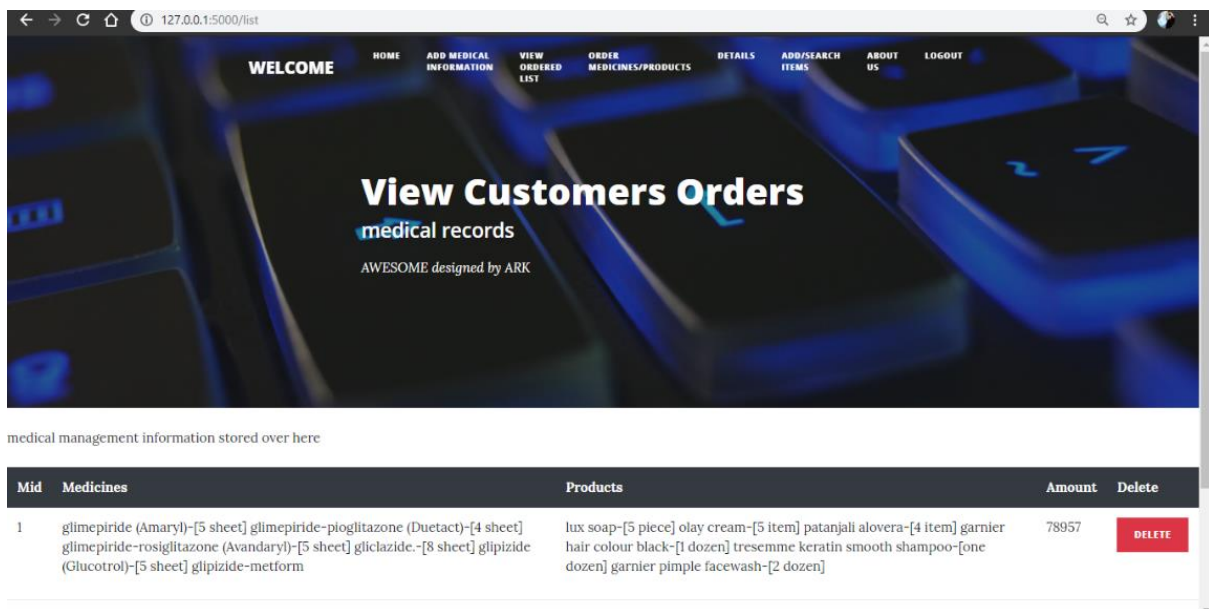 127.0.0.1:5000/list
WELCOME
HOME
ADD MEDICAL
INFORMATION
VIEW
ORDERED
LIST
ORDER
MEDICINES/PRODUCTS
DETAILS
ADD/SEARCH
ITEMS
ABOUT
US
LOGOUT
View Customers Orders
medical records
AWESOME designed by ARK
medical management information stored over here
Mid Medicines Products Amount Delete
1
glimepiride (Amaryl)-[5 sheet] glimepiride-pioglitazone (Duetact)-[4 sheet]
glimepiride-rosiglitazone (Avandaryl)-[5 sheet] gliclazide.-[8 sheet] glipizide
(Glucotrol)-[5 sheet] glipizide-metform
lux soap-[5 piece] olay cream-[5 item] patanjali alovera-[4 item] garnier
hair colour black-[1 dozen] tresemme keratin smooth shampoo-[one
dozen] garnier pimple facewash-[2 dozen]
78957
DELETE